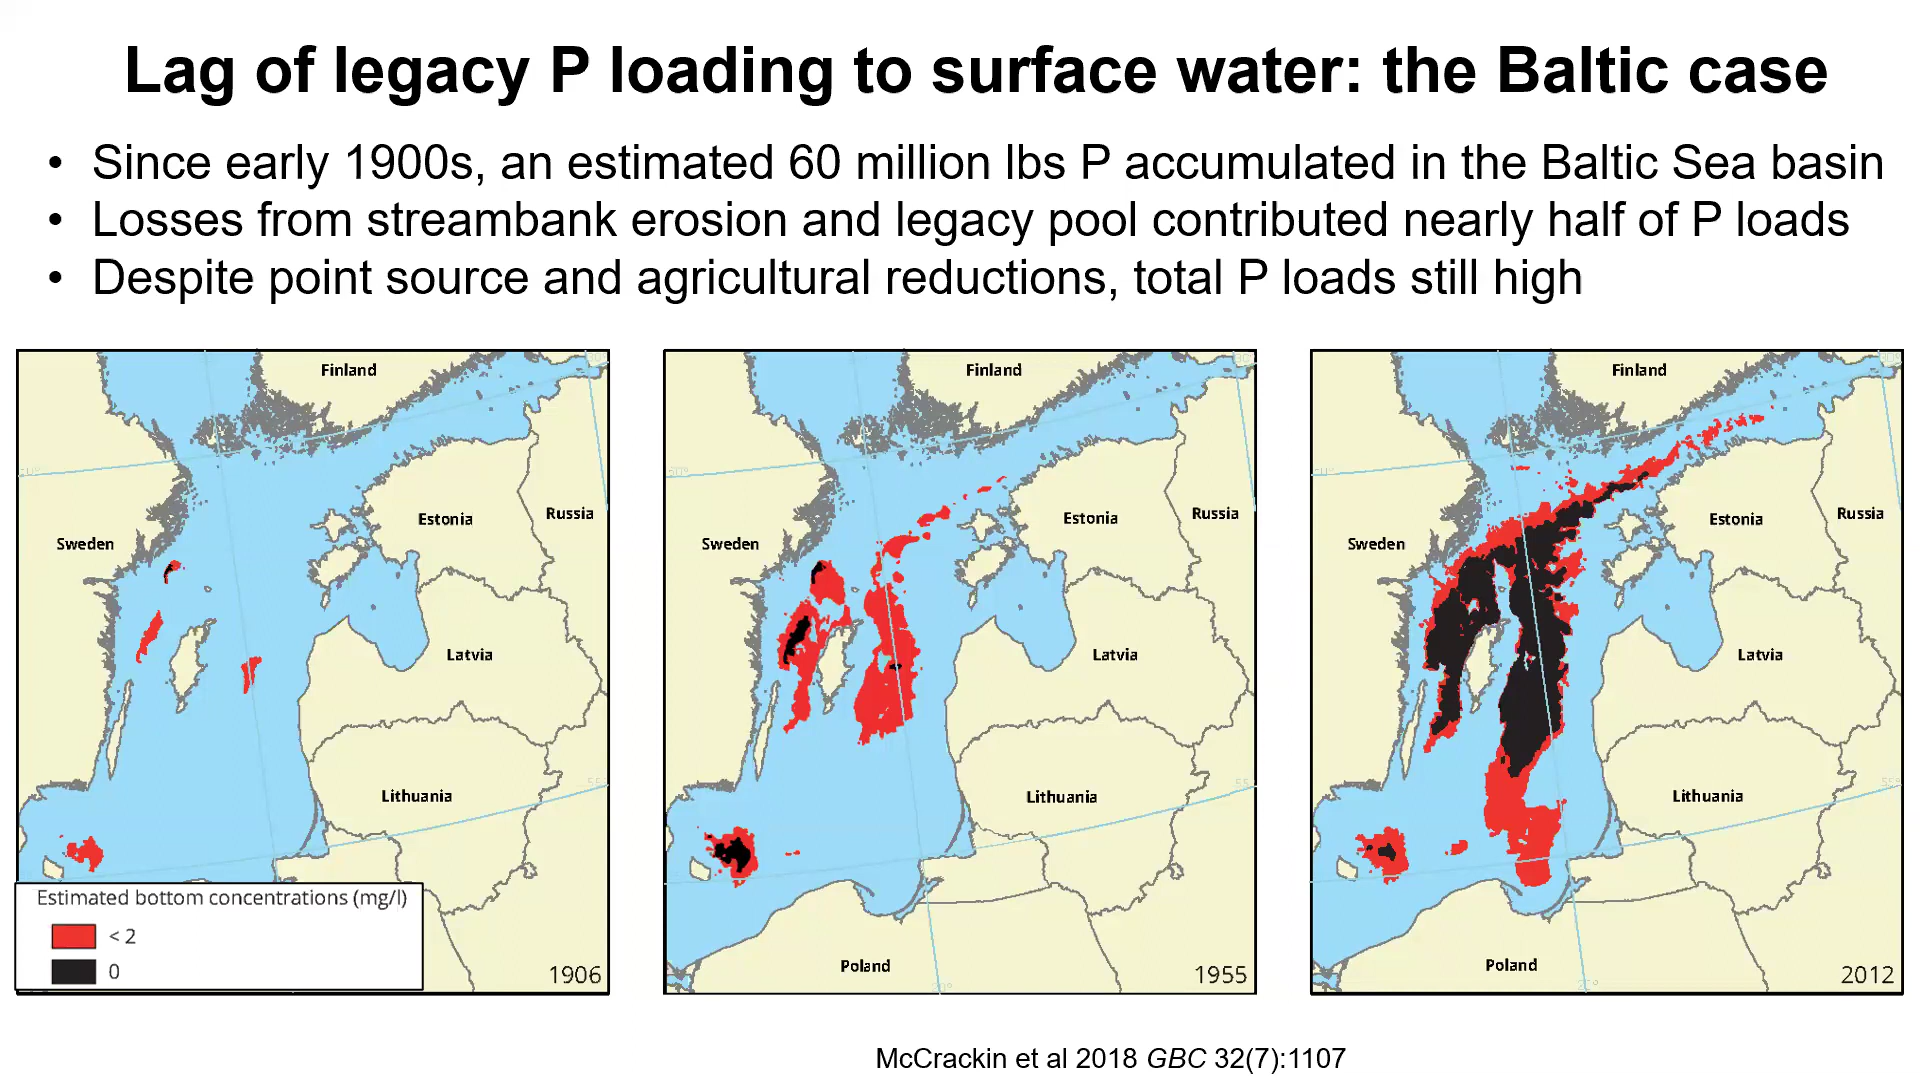 Lag of legacy P loading to surface water: the Baltic case
• Since early 1900s, an estimated 60 million lbs P accumulated in the Baltic Sea basin
• Losses from streambank erosion and legacy pool contributed nearly half of P loads
• Despite point source and agricultural reductions, total P loads still high
Finland
Sweden
Estonia
Russia
Latvia
Lithuania
Estimated bottom concentrations (mg/l)
< 2
0
1906
Finland
Sweden
Estonia
Russia
Latvia
Lithuania
Poland
1955
Finland
Sweden
Estonia
Russia
Latvia
Lithuania
Poland
2012
McCrackin et al 2018 GBC 32(7):1107